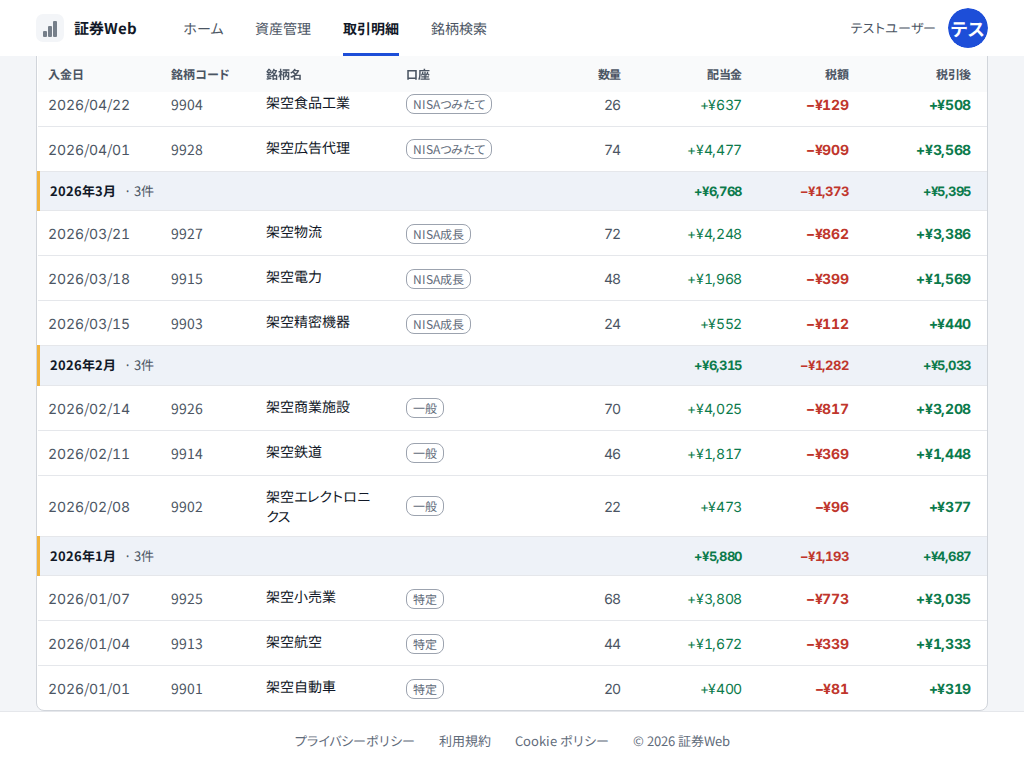 証券Web ホーム 資産管理 取引明細 銘柄検索 テストユーザー テス
入金日 銘柄コード 銘柄名 口座 数量 配当金 税額 税引後
2026/04/22 9904 架空食品工業 NISAつみたて 26 +¥637 −¥129 +¥508
2026/04/01 9928 架空広告代理 NISAつみたて 74 +¥4,477 −¥909 +¥3,568
2026年3月 · 3件 +¥6,768 −¥1,373 +¥5,395
2026/03/21 9927 架空物流 NISA成長 72 +¥4,248 −¥862 +¥3,386
2026/03/18 9915 架空電力 NISA成長 48 +¥1,968 −¥399 +¥1,569
2026/03/15 9903 架空精密機器 NISA成長 24 +¥552 −¥112 +¥440
2026年2月 · 3件 +¥6,315 −¥1,282 +¥5,033
2026/02/14 9926 架空商業施設 一般 70 +¥4,025 −¥817 +¥3,208
2026/02/11 9914 架空鉄道 一般 46 +¥1,817 −¥369 +¥1,448
2026/02/08 9902 架空エレクトロニ 一般 22 +¥473 −¥96 +¥377
クス
2026年1月 · 3件 +¥5,880 −¥1,193 +¥4,687
2026/01/07 9925 架空小売業 特定 68 +¥3,808 −¥773 +¥3,035
2026/01/04 9913 架空航空 特定 44 +¥1,672 −¥339 +¥1,333
2026/01/01 9901 架空自動車 特定 20 +¥400 −¥81 +¥319
プライバシーポリシー 利用規約 Cookie ポリシー © 2026 証券Web